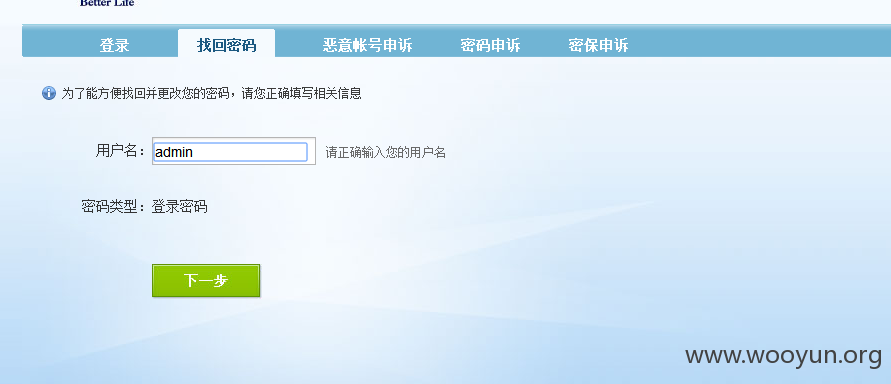 Better Life
登录 找回密码 恶意帐号申诉 密码申诉 密保申诉
为了能方便找回并更改您的密码，请您正确填写相关信息
用户名： admin 请正确输入您的用户名
密码类型：登录密码
下一步
www.wooyun.org